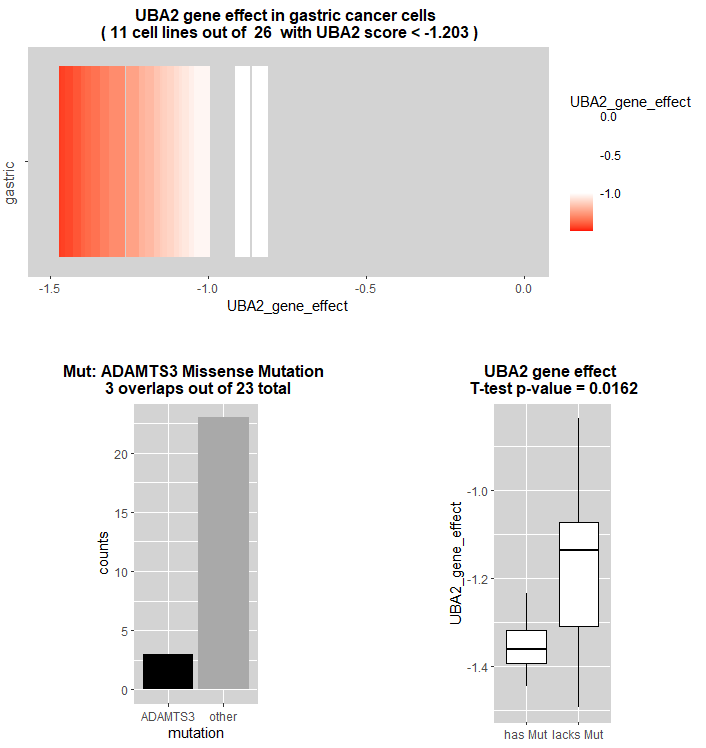 UBA2 gene effect in gastric cancer cells
( 11 cell lines out of  26  with UBA2 score < -1.203 )
gastric
-1.5
-1.0
-0.5
0.0
UBA2_gene_effect
UBA2_gene_effect
0.0
-0.5
-1.0
Mut: ADAMTS3 Missense Mutation
3 overlaps out of 23 total
counts
20
15
10
5
0
ADAMTS3
other
mutation
UBA2 gene effect
T-test p-value = 0.0162
UBA2_gene_effect
-1.0
-1.2
-1.4
has Mut
lacks Mut